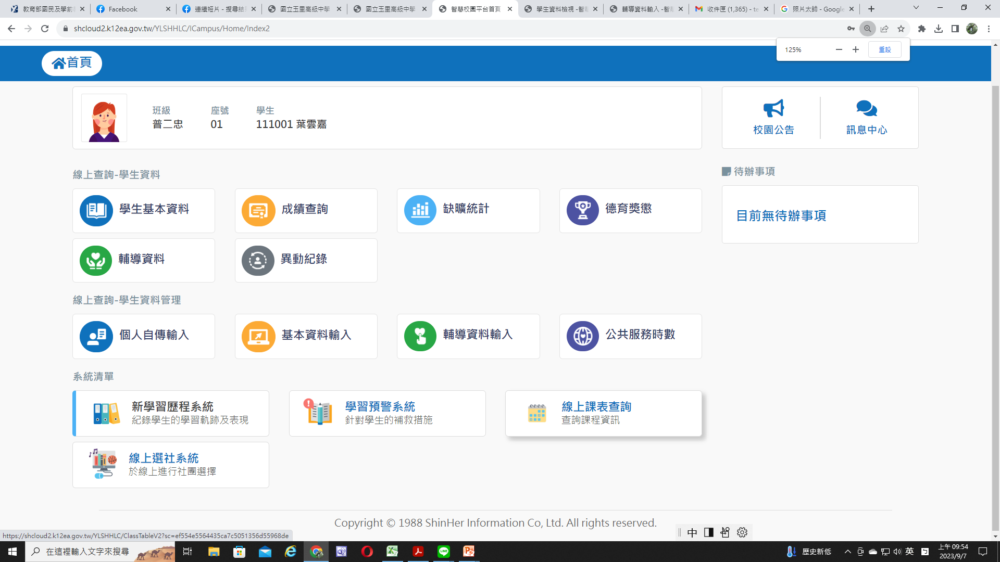 教育部國民及學前
Facebook
連續短片 - 搜尋結
國立玉里高級中學
國立玉里高級中學
智慧校園平台首頁
學生資料檢視 -智
輔導資料輸入 -智
收件匣 (1,365) - te
照片太帥 - Google
shcloud2.k12ea.gov.tw/YLSHHLC/ICampus/Home/Index2
125%
重設
首頁
班級
座號
學生
普二忠
01
111001 葉雲嘉
校園公告
訊息中心
線上查詢-學生資料
待辦事項
學生基本資料
成績查詢
缺曠統計
德育獎懲
目前無待辦事項
輔導資料
異動紀錄
線上查詢-學生資料管理
個人自傳輸入
基本資料輸入
輔導資料輸入
公共服務時數
系統清單
新學習歷程系統
紀錄學生的學習軌跡及表現
學習預警系統
針對學生的補救措施
線上課表查詢
查詢課程資訊
線上選社系統
於線上進行社團選擇
Copyright © 1988 ShinHer Information Co, Ltd. All rights reserved.
中
https://shcloud2.k12ea.gov.tw/YLSHHLC/ClassTableV2?sc=ef554e5564435ca7c5051356d55968de
在這裡輸入文字來搜尋
歷史新低
英
上午 09:54
2023/9/7